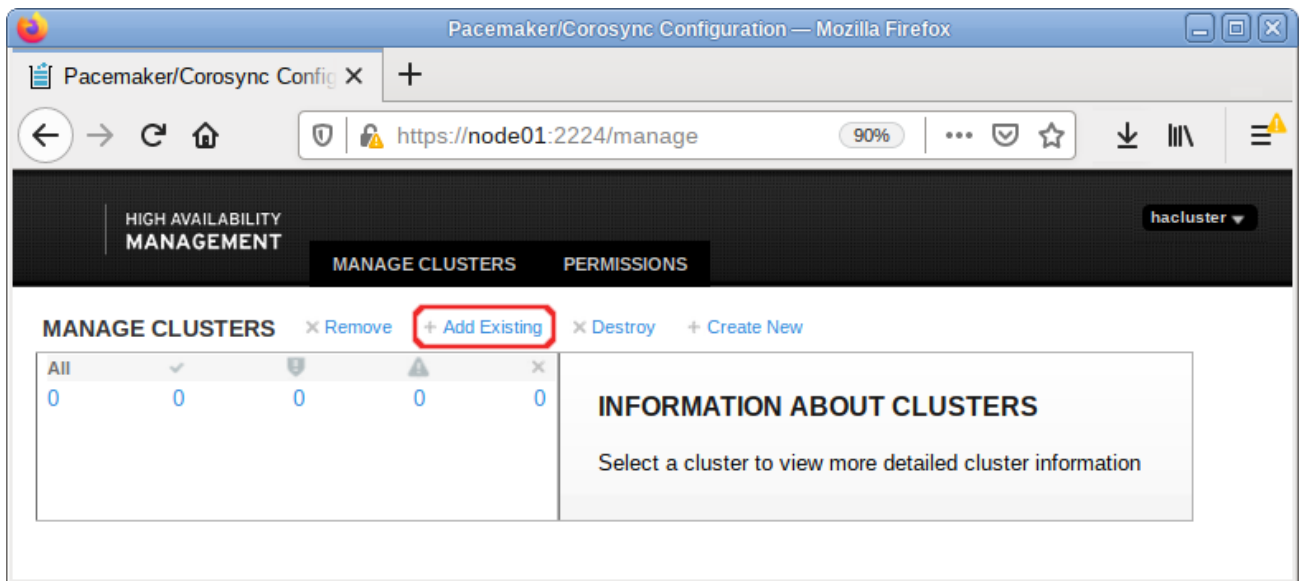 Pacemaker/Corosync Configuration — Mozilla Firefox
Pacemaker/Corosync Config
https://node01:2224/manage
90%
hacluster
HIGH AVAILABILITY
MANAGEMENT
MANAGE CLUSTERS PERMISSIONS
MANAGE CLUSTERS Remove + Add Existing Destroy + Create New
All
0 0 0 0 0
INFORMATION ABOUT CLUSTERS
Select a cluster to view more detailed cluster information